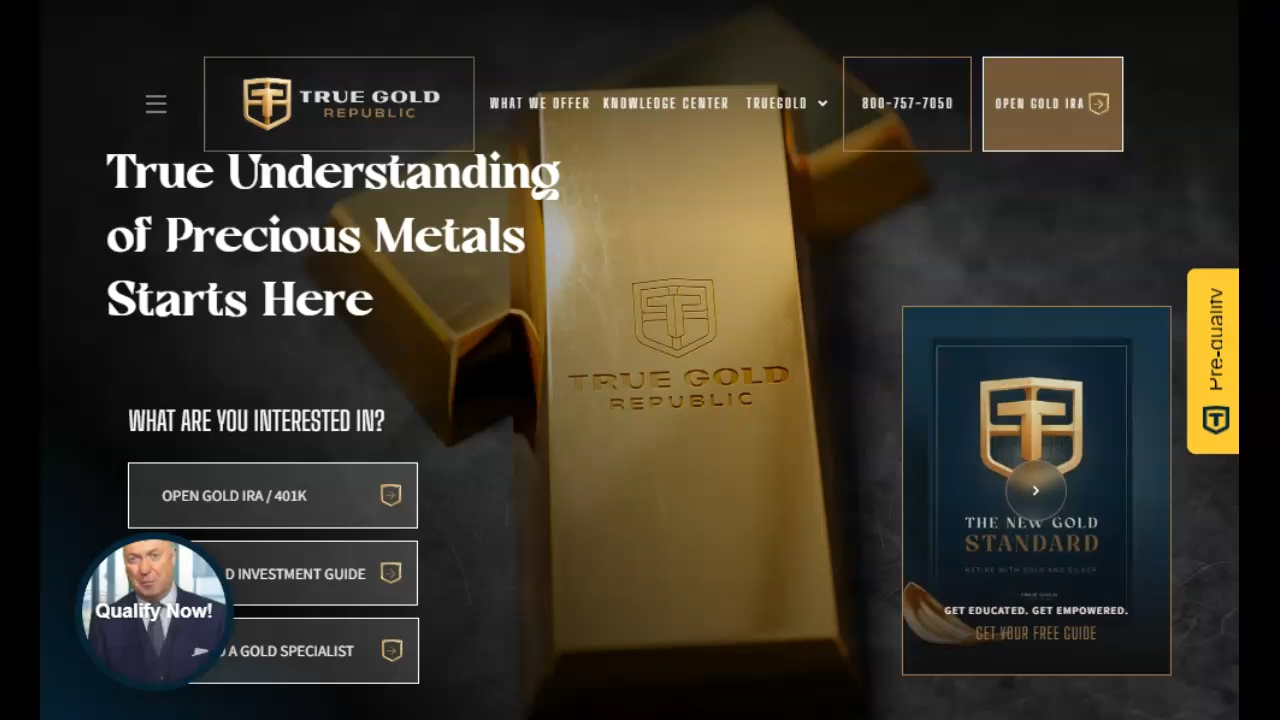 TRUE GOLD
REPUBLIC
WHAT WE OFFER
KNOWLEDGE CENTER
TRUEGOLD
800-757-7050
OPEN GOLD IRA
True Understanding
of Precious Metals
Starts Here
TRUE GOLD
REPUBLIC
Pre-qualify
WHAT ARE YOU INTERESTED IN?
OPEN GOLD IRA / 401K
D INVESTMENT GUIDE
A GOLD SPECIALIST
Qualify Now!
THE NEW GOLD
STANDARD
RETIRE WITH GOLD AND SILVER
GET EDUCATED. GET EMPOWERED.
GET YOUR FREE GUIDE